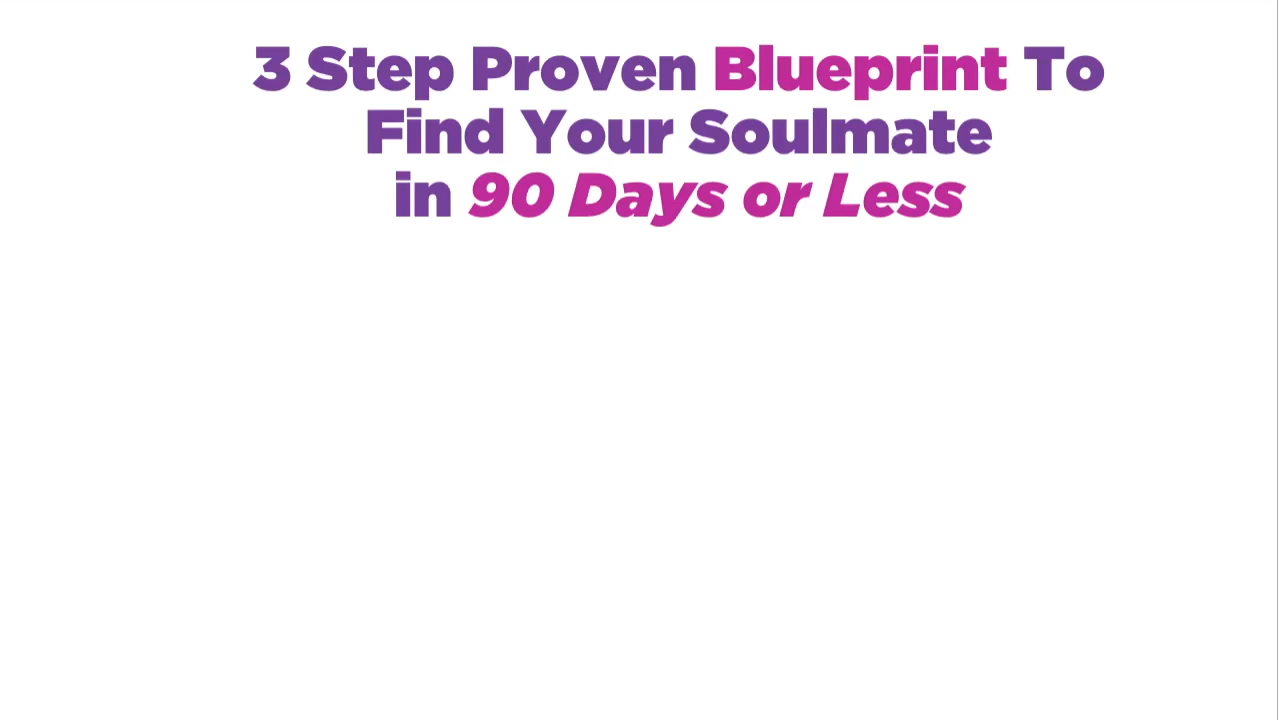 3 Step Proven Blueprint To
Find Your Soulmate
in 90 Days or Less